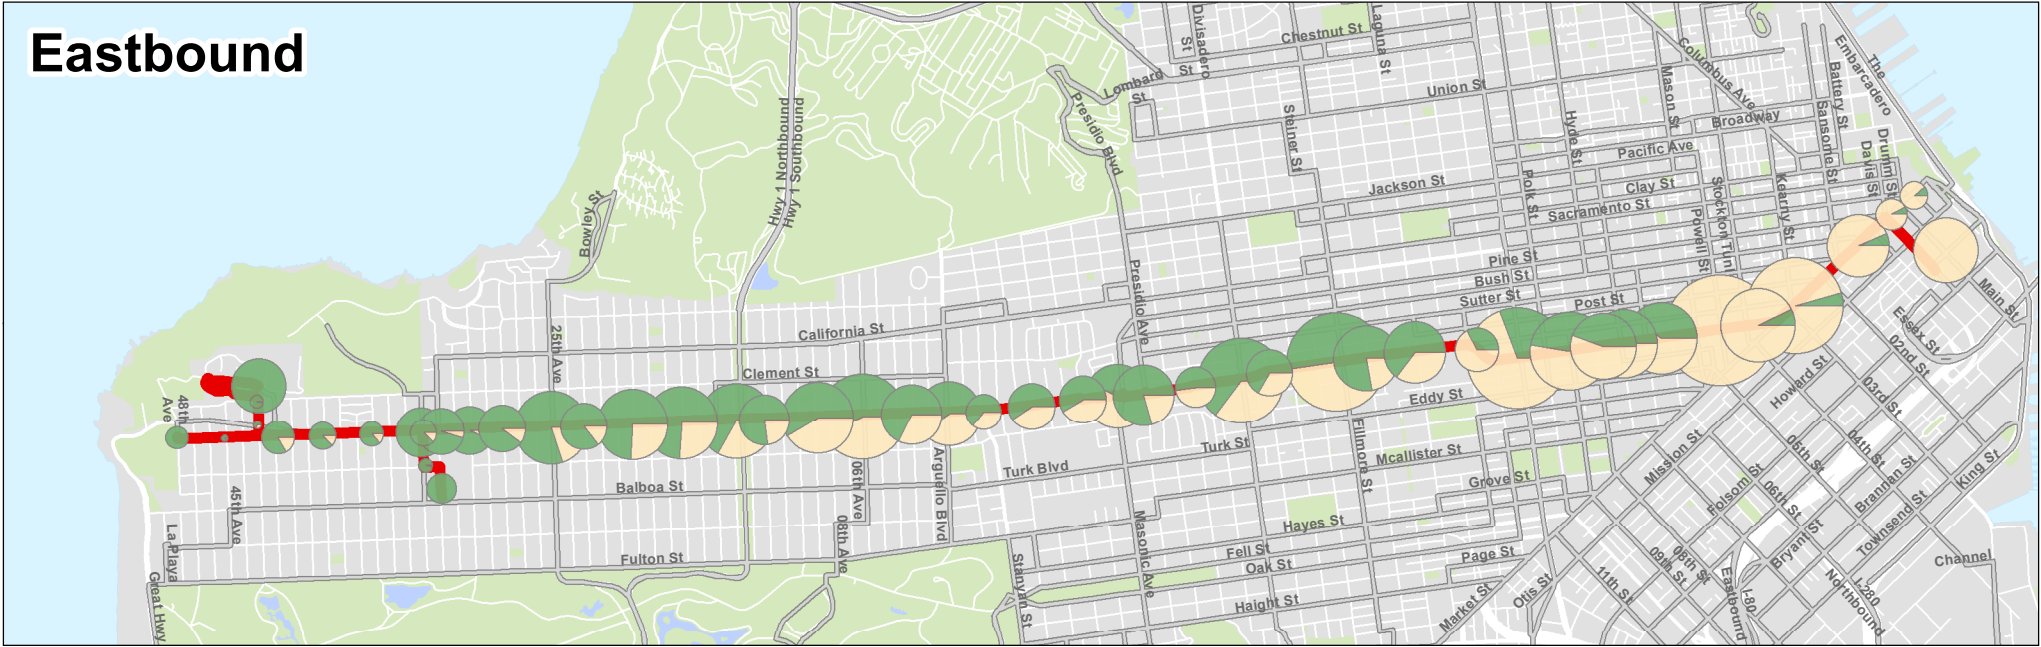 Eastbound
Chestnut St
Divisadero
St
Laguna St
Lombard
St
St
Union St
Columbus Ave
The
Embarcadero
Battery St
Sansome St
Mason St
Broadway
Hwy 1 Northbound
Hwy 1 Southbound
Presidio Blvd
Steiner St
Hyde St
Pacific Ave
Drumm St
Davis St
Jackson St
Polk St
Clay St
Sacramento St
Stockton Tunl
Kearny St
Powell St
Bowley St
Pine St
Bush St
Sutter St
Post St
Presidio Ave
Main St
Essex St
02nd St
California St
25th Ave
Clement St
Howard St
03rd St
48th
Ave
Eddy St
Fillmore St
Turk St
Turk Blvd
Mcallister St
Mission St
05th St
04th St
Brannan St
King St
Arguello Blvd
06th Ave
Balboa St
45th Ave
Grove St
Folsom St
06th St
Townsend St
Bryant St
Hayes St
Masonic Ave
La Playa
08th Ave
Fulton St
Fell St
Oak St
Page St
Stanyan St
Haight St
Great Hwy
Market St
Otis St
11th St
09th St
08th St
I-80
Eastbound
I-280
Northbound
Channel